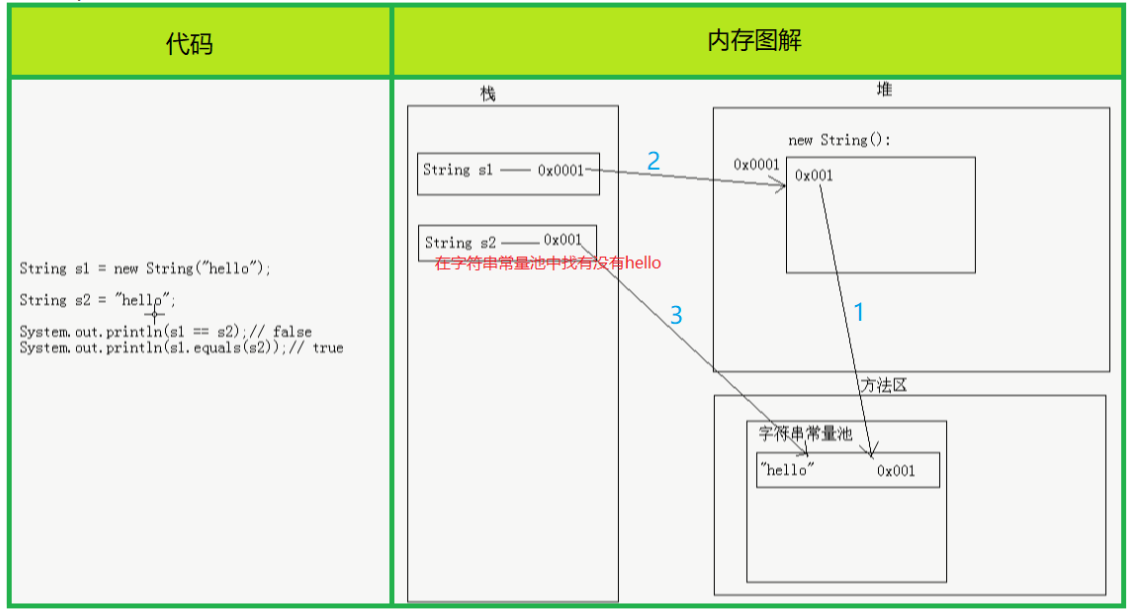 代码
内存图解
String s1 = new String("hello");
String s2 = "hello";
System.out.println(s1 == s2);// false
System.out.println(s1.equals(s2));// true
栈
String s1 —— 0x0001
String s2 —— 0x001
在字符串常量池中找有没有hello
2
3
堆
new String():
0x0001
0x001
1
方法区
字符串常量池
"hello" 0x001